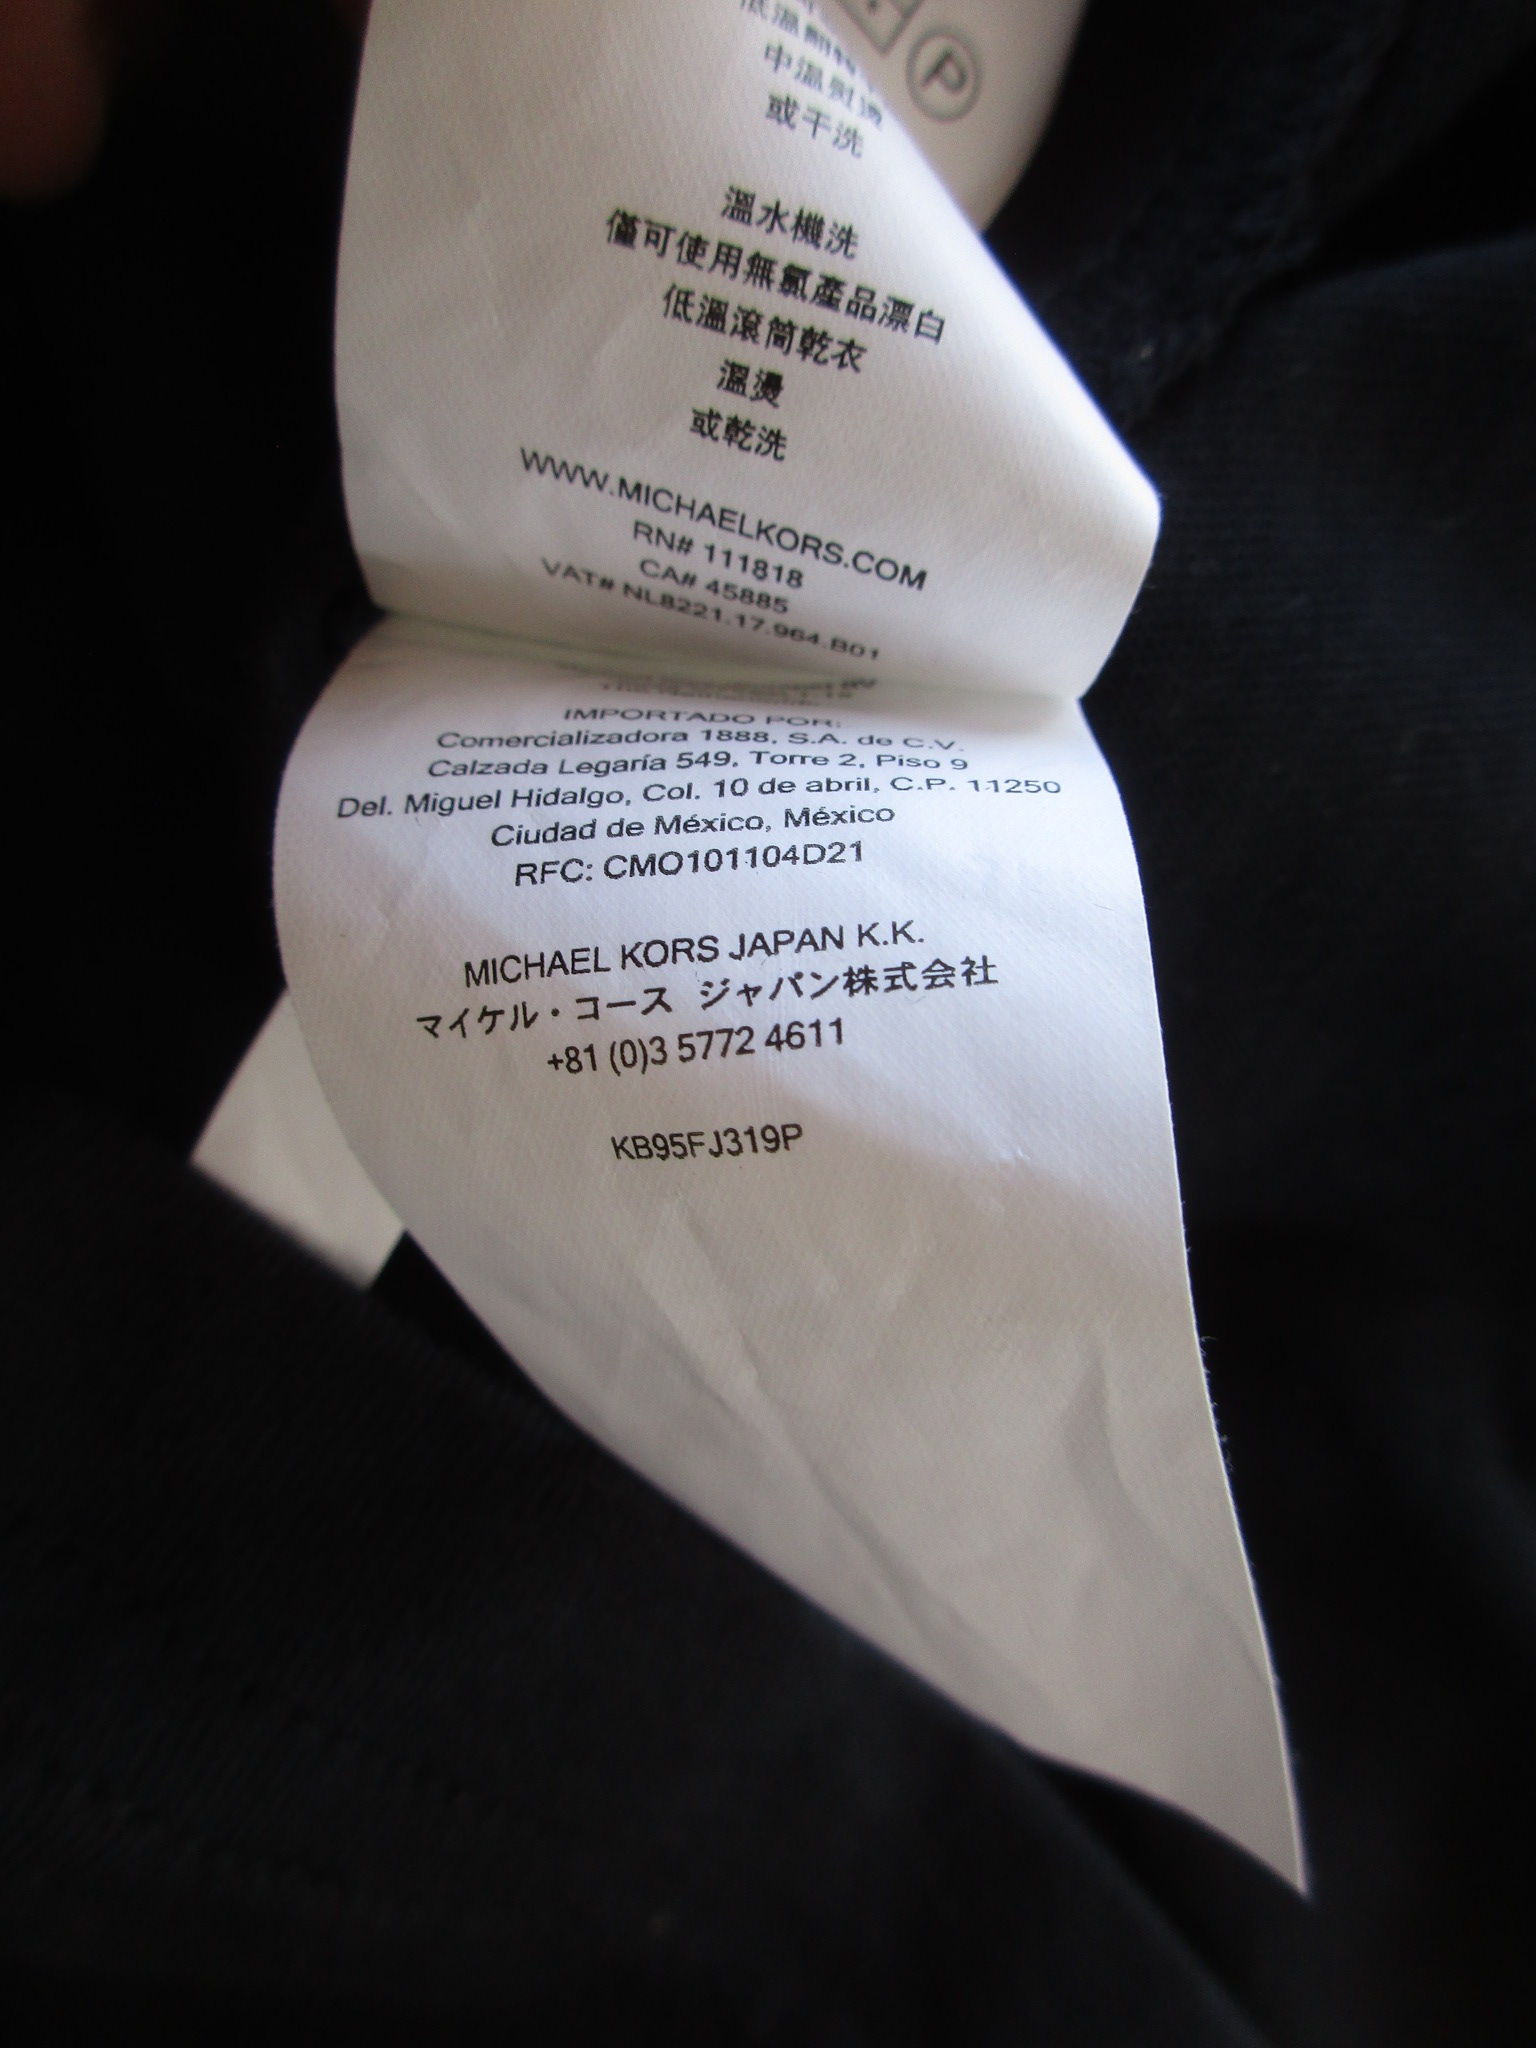 P
中溫熨燙
或干洗
溫水機洗
僅可使用無氯產品漂白
低溫滾筒乾衣
溫燙
或乾洗
WWW.MICHAELKORS.COM
RN# 111818
CA# 45885
VAT# NL8221.17.964.B01
IMPORTADO POR:
Comercializadora 1888, S.A. de C.V.
Calzada Legaría 549, Torre 2, Piso 9
Del. Miguel Hidalgo, Col. 10 de abril, C.P. 11250
Ciudad de México, México
RFC: CMO101104D21
MICHAEL KORS JAPAN K.K.
マイケル・コース ジャパン株式会社
+81 (0)3 5772 4611
KB95FJ319P